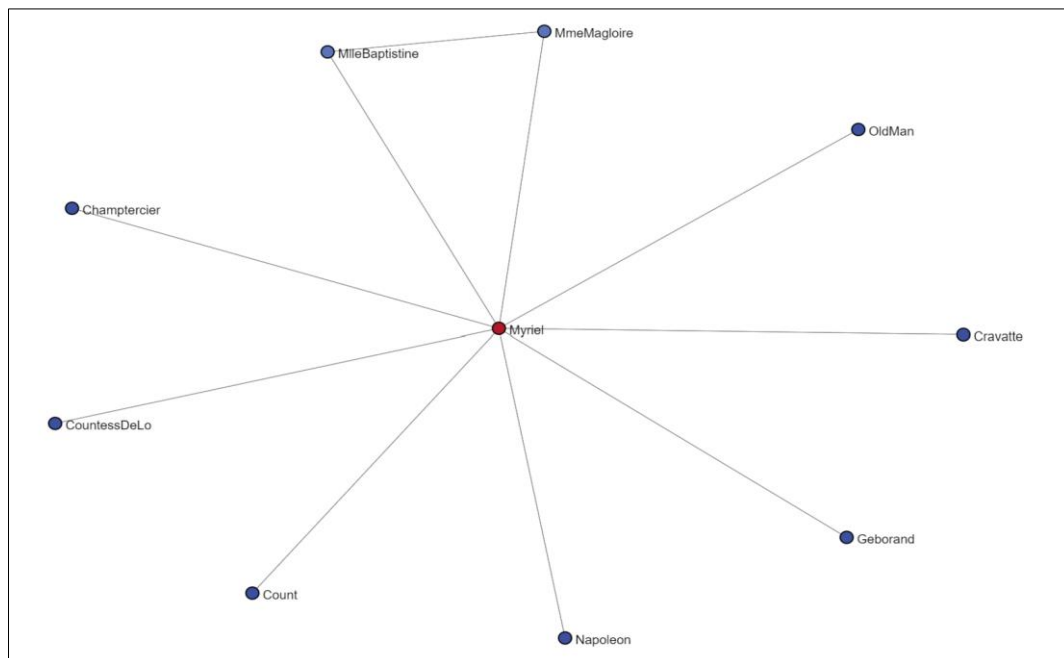 MmeMagloire
MlleBaptistine
OldMan
Champtercier
Myriel
Cravatte
CountessDeLo
Geborand
Count
Napoleon